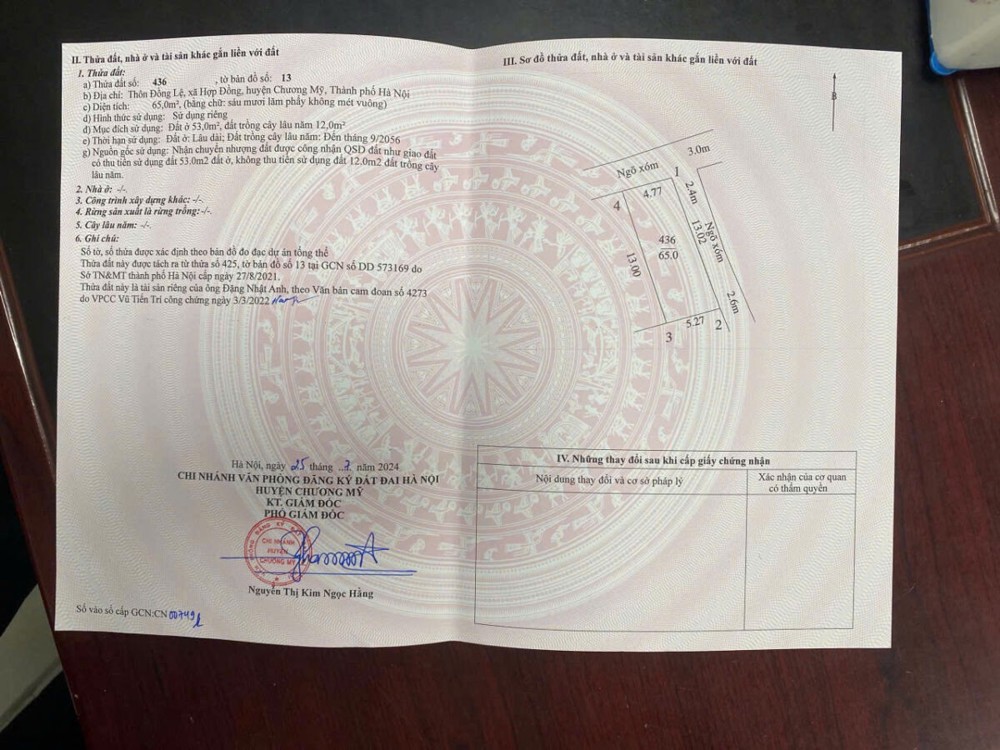 II. Thửa đất, nhà ở và tài sản khác gắn liền với đất
1. Thửa đất:
a) Thửa đất số: 436 , tờ bản đồ số: 13
b) Địa chỉ: Thôn Đồng Lệ, xã Hợp Đồng, huyện Chương Mỹ, Thành phố Hà Nội
c) Diện tích: 65,0m², (bằng chữ: sáu mươi lăm phẩy không mét vuông)
d) Hình thức sử dụng: Sử dụng riêng
đ) Mục đích sử dụng: Đất ở 53,0m², đất trồng cây lâu năm 12,0m²
e) Thời hạn sử dụng: Đất ở: Lâu dài; Đất trồng cây lâu năm: Đến tháng 9/2056
g) Nguồn gốc sử dụng: Nhận chuyển nhượng đất được công nhận QSD đất như giao đất
có thu tiền sử dụng đất 53.0m2 đất ở, không thu tiền sử dụng đất 12.0m2 đất trồng cây
lâu năm.
2. Nhà ở: -/-.
3. Công trình xây dựng khác: -/-.
4. Rừng sản xuất là rừng trồng:-/-.
5. Cây lâu năm: -/-.
6. Ghi chú:
Số tờ, số thửa được xác định theo bản đồ đo đạc dự án tổng thể
Thửa đất này được tách ra từ thửa số 425, tờ bản đồ số 13 tại GCN số DD 573169 do
Sở TN&MT thành phố Hà Nội cấp ngày 27/8/2021.
Thửa đất này là tài sản riêng của ông Đặng Nhật Anh, theo Văn bản cam đoan số 4273
do VPCC Vũ Tiến Trí công chứng ngày 3/3/2022
Hà Nội, ngày 25 tháng 7 năm 2024
CHI NHÁNH VĂN PHÒNG ĐĂNG KÝ ĐẤT ĐAI HÀ NỘI
HUYỆN CHƯƠNG MỸ
KT. GIÁM ĐỐC
PHÓ GIÁM ĐỐC
CHI NHÁNH
HUYỆN
CHƯƠNG MỸ
Nguyễn Thị Kim Ngọc Hằng
Số vào sổ cấp GCN:CN
III. Sơ đồ thửa đất, nhà ở và tài sản khác gắn liền với đất
B
3.0m
Ngõ xóm
1
4.77
2.4m
4
13.02
Ngõ xóm
436
65.0
13.00
2.6m
5.27
2
3
IV. Những thay đổi sau khi cấp giấy chứng nhận
Nội dung thay đổi và cơ sở pháp lý
Xác nhận của cơ quan
có thẩm quyền